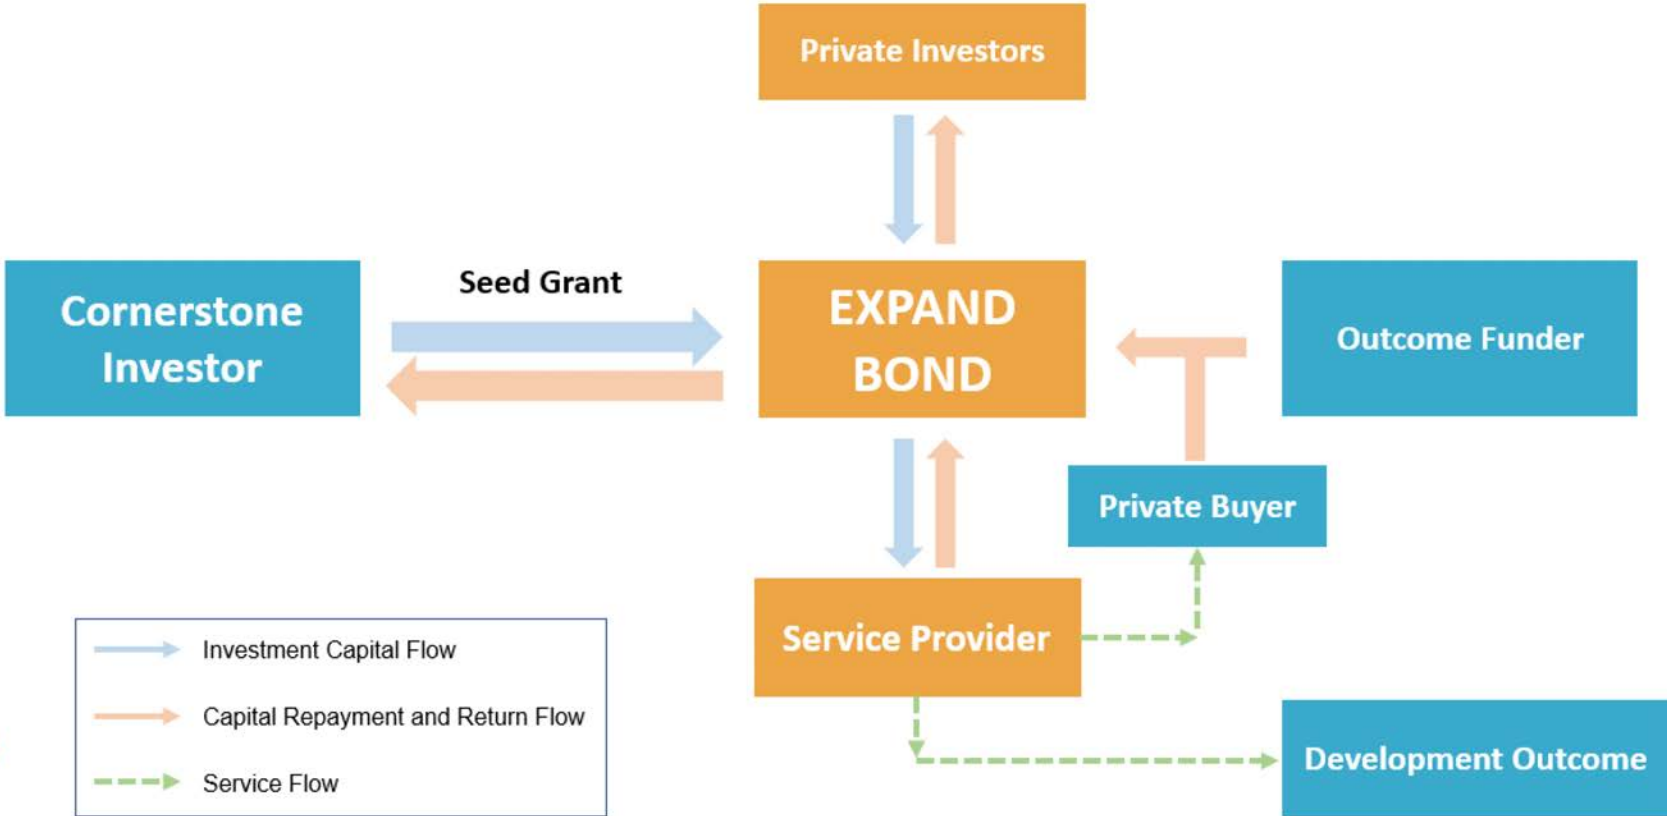 Private Investors
Seed Grant
Cornerstone
Investor
EXPAND
BOND
Outcome Funder
Private Buyer
Service Provider
Development Outcome
Investment Capital Flow
Capital Repayment and Return Flow
Service Flow